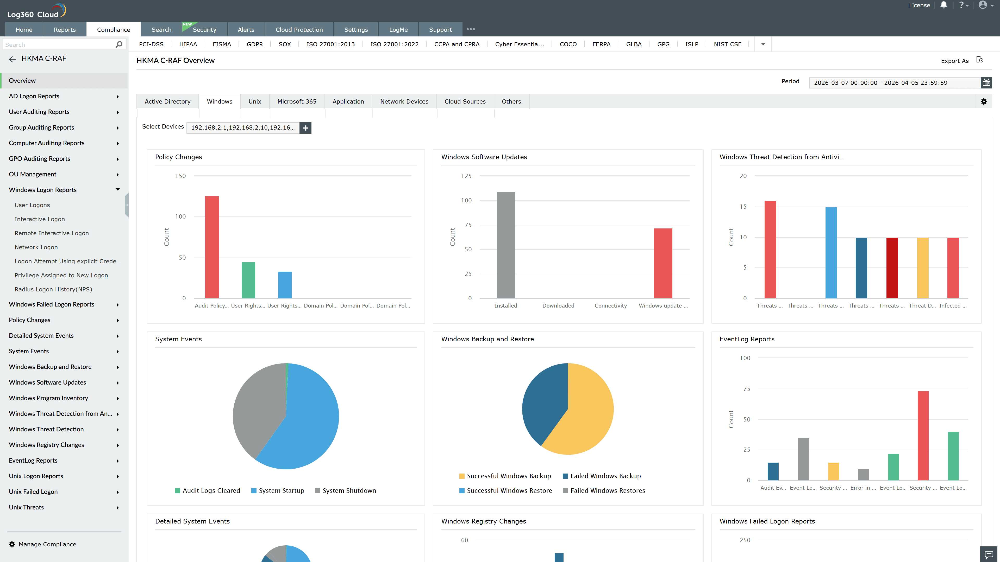 License
?
Log360 Cloud
Home
Reports
Compliance
Search
NEW
Security
Alerts
Cloud Protection
Settings
LogMe
Support
Search
PCI-DSS
HIPAA
FISMA
GDPR
SOX
ISO 27001:2013
ISO 27001:2022
CCPA and CPRA
Cyber Essentia...
COCO
FERPA
GLBA
GPG
ISLP
NIST CSF
HKMA C-RAF
Overview
AD Logon Reports
User Auditing Reports
Group Auditing Reports
Computer Auditing Reports
GPO Auditing Reports
OU Management
Windows Logon Reports
User Logons
Interactive Logon
Remote Interactive Logon
Network Logon
Logon Attempt Using explicit Crede...
Privilege Assigned to New Logon
Radius Logon History(NPS)
Windows Failed Logon Reports
Policy Changes
Detailed System Events
System Events
Windows Backup and Restore
Windows Software Updates
Windows Program Inventory
Windows Threat Detection from An...
Windows Threat Detection
Windows Registry Changes
EventLog Reports
Unix Logon Reports
Unix Failed Logon
Unix Threats
Manage Compliance
HKMA C-RAF Overview
Export As
Period
2026-03-07 00:00:00 - 2026-04-05 23:59:59
Active Directory
Windows
Unix
Microsoft 365
Application
Network Devices
Cloud Sources
Others
Select Devices
192.168.2.1,192.168.2.10,192.16...
Policy Changes
150
100
50
0
Count
Audit Policy...
User Rights...
User Rights...
Domain Pol...
Domain Pol...
Domain Pol...
Windows Software Updates
125
100
75
50
25
0
Count
Installed
Downloaded
Connectivity
Windows update ...
Windows Threat Detection from Antivi...
20
15
10
5
0
Count
Threats ...
Threats ...
Threats ...
Threats ...
Threats ...
Threat D...
Infected ...
System Events
Audit Logs Cleared
System Startup
System Shutdown
Windows Backup and Restore
Successful Windows Backup
Failed Windows Backup
Successful Windows Restore
Failed Windows Restores
EventLog Reports
100
75
50
25
0
Count
Audit Ev...
Event Lo...
Security ...
Error in ...
Event Lo...
Security ...
Event Lo...
Detailed System Events
Windows Registry Changes
60
Windows Failed Logon Reports
250